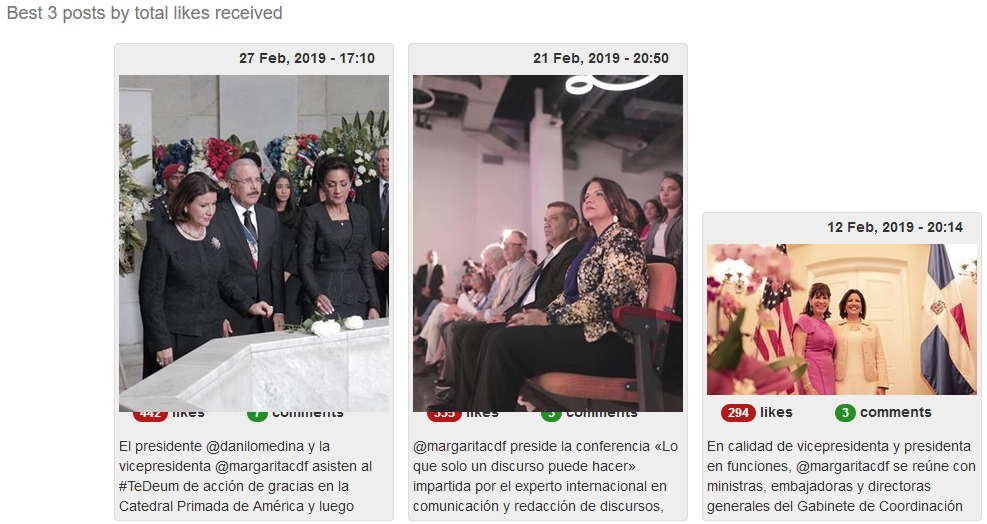 Best 3 posts by total likes received
27 Feb, 2019 - 17:10
442 likes
7 comments
El presidente @danilomedina y la
vicepresidenta @margaritacdf asisten al
#TeDeum de acción de gracias en la
Catedral Primada de América y luego
21 Feb, 2019 - 20:50
likes
comments
@margaritacdf preside la conferencia «Lo
que solo un discurso puede hacer»
impartida por el experto internacional en
comunicación y redacción de discursos,
12 Feb, 2019 - 20:14
294 likes
3 comments
En calidad de vicepresidenta y presidenta
en funciones, @margaritacdf se reúne con
ministras, embajadoras y directoras
generales del Gabinete de Coordinación